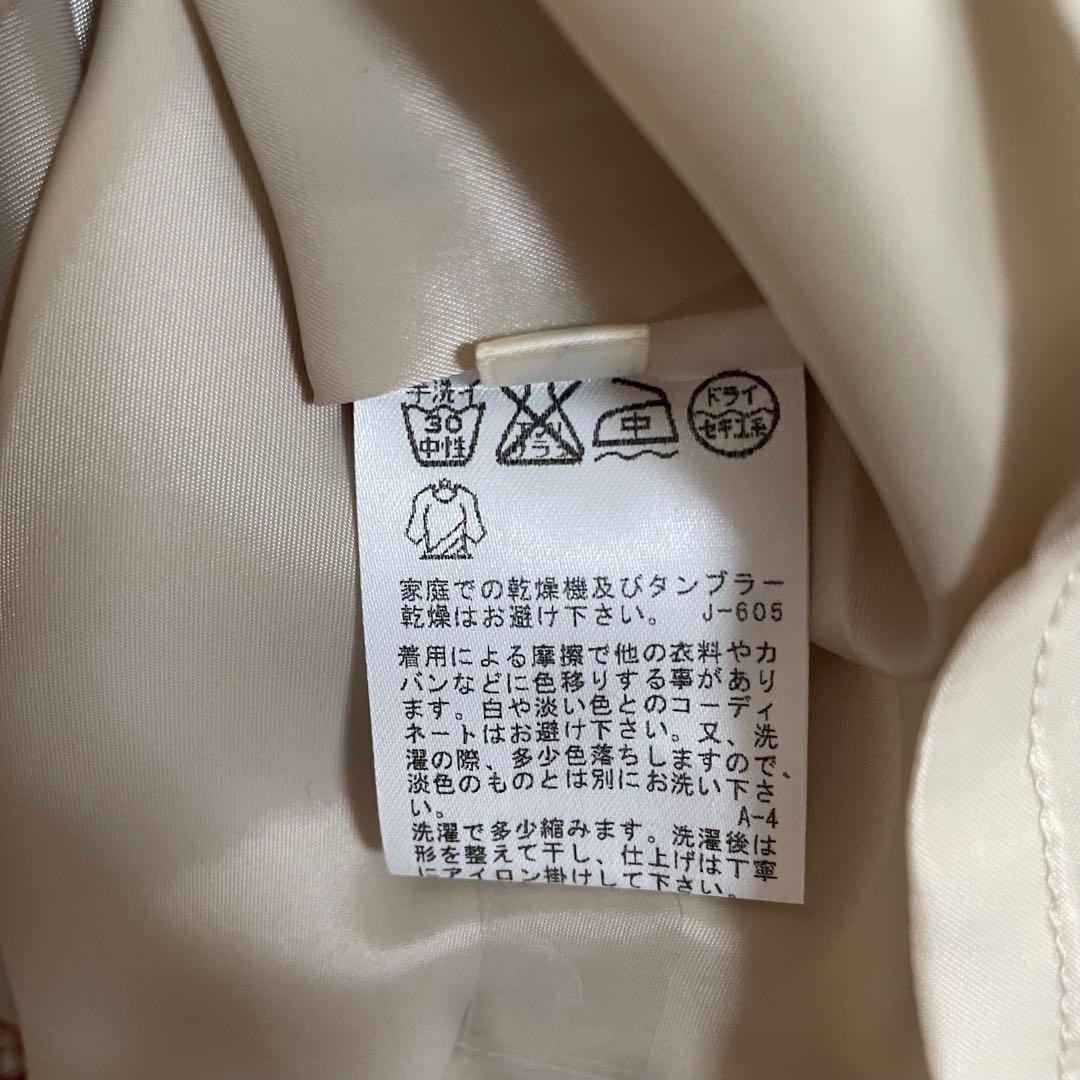 手洗イ
30
中性
エンソ
サラシ
中
ドライ
セキユ系
家庭での乾燥機及びタンブラー
乾燥はお避け下さい。 J-605
着用による摩擦で他の衣料やカ
バンなどに色移りする事があり
ます。白や淡い色とのコーディ
ネートはお避け下さい。又、洗
濯の際、多少色落ちしますので、
淡色のものとは別にお洗い下さ
い。 A-4
洗濯で多少縮みます。洗濯後は
形を整えて干し、仕上げは丁寧
にアイロン掛けして下さい。